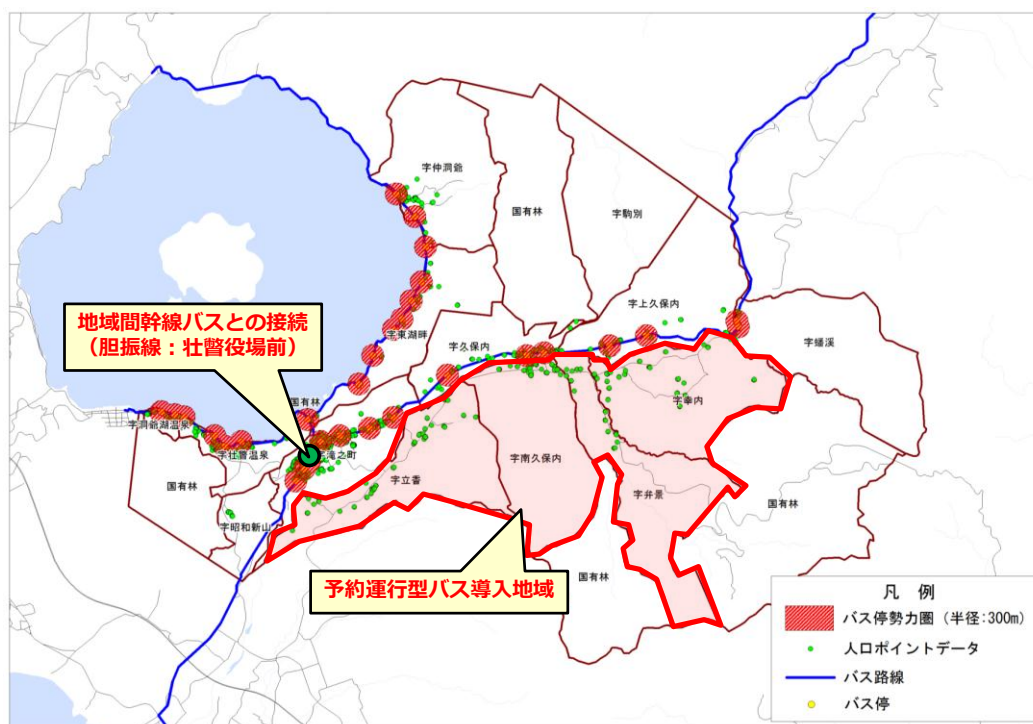 字仲洞爺
国有林
字駒別
地域間幹線バスとの接続
（胆振線：壮瞥役場前）
字東湖畔
字上久保内
字久保内
字蟠渓
国有林
字洞爺湖温泉
字壮瞥温泉
字滝之町
字幸内
国有林
字立香
字南久保内
字弁景
国有林
字昭和新山
予約運行型バス導入地域
国有林
凡 例
バス停勢力圏（半径:300m）
人口ポイントデータ
バス路線
バス停